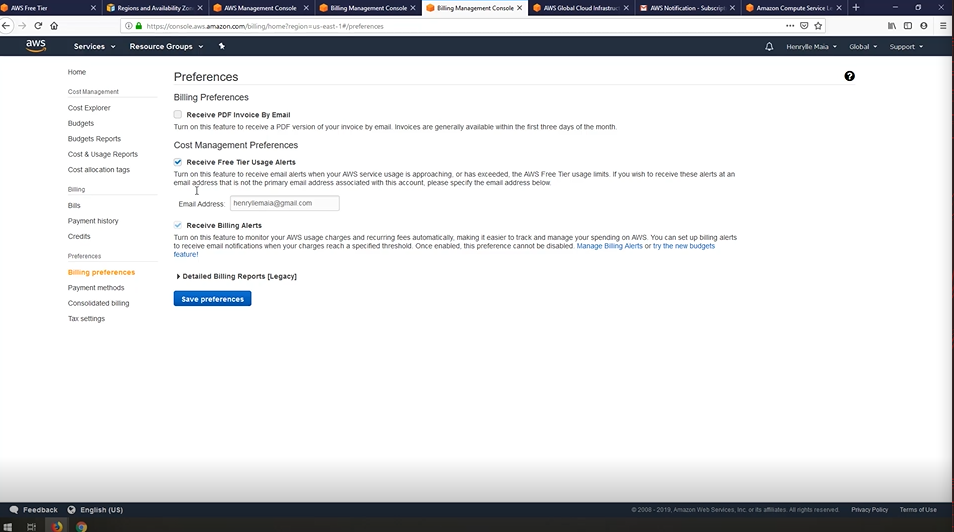 AWS Free Tier
Regions and Availability Zon
AWS Management Console
Billing Management Console
Billing Management Console
AWS Global Cloud Infrastruc
AWS Notification - Subscript
Amazon Compute Service Le
https://console.aws.amazon.com/billing/home?region=us-east-1#/preferences
aws
Services
Resource Groups
Henrylle Maia
Global
Support
Home
Cost Management
Cost Explorer
Budgets
Budgets Reports
Cost & Usage Reports
Cost allocation tags
Billing
Bills
Payment history
Credits
Preferences
Billing preferences
Payment methods
Consolidated billing
Tax settings
Preferences
?
Billing Preferences
Receive PDF Invoice By Email
Turn on this feature to receive a PDF version of your invoice by email. Invoices are generally available within the first three days of the month.
Cost Management Preferences
Receive Free Tier Usage Alerts
Turn on this feature to receive email alerts when your AWS service usage is approaching, or has exceeded, the AWS Free Tier usage limits. If you wish to receive these alerts at an
email address that is not the primary email address associated with this account, please specify the email address below.
Email Address: henryllemaia@gmail.com
Receive Billing Alerts
Turn on this feature to monitor your AWS usage charges and recurring fees automatically, making it easier to track and manage your spending on AWS. You can set up billing alerts
to receive email notifications when your charges reach a specified threshold. Once enabled, this preference cannot be disabled. Manage Billing Alerts or try the new budgets
feature!
Detailed Billing Reports [Legacy]
Save preferences
Feedback
English (US)
© 2008 - 2019, Amazon Web Services, Inc. or its affiliates. All rights reserved.
Privacy Policy
Terms of Use